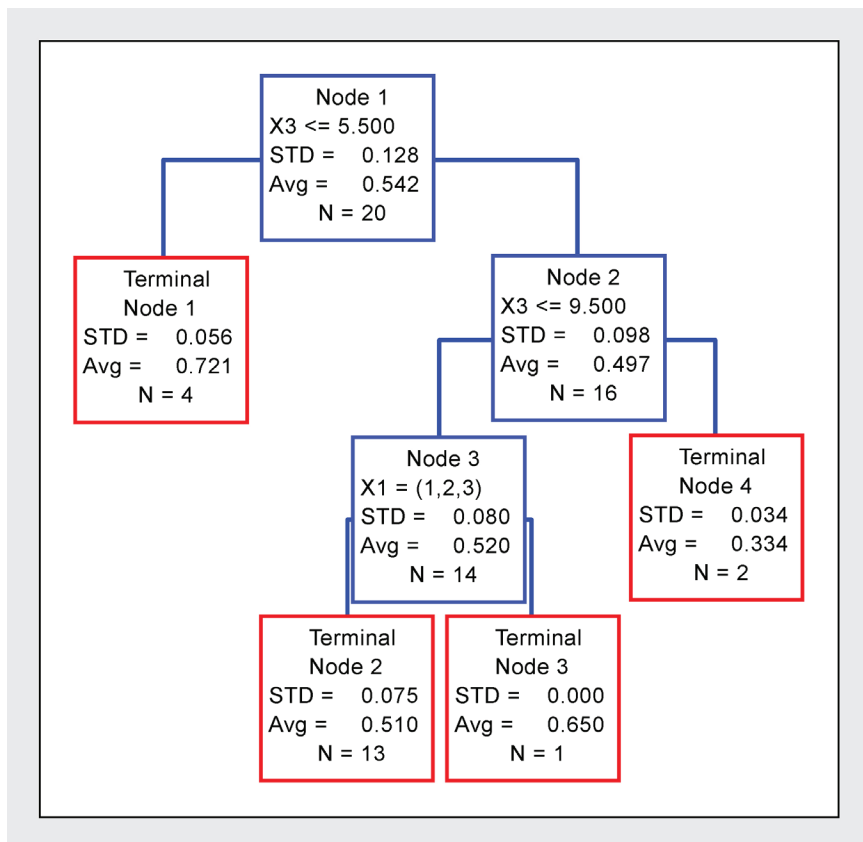 Node 1
X3 <= 5.500
STD = 0.128
Avg = 0.542
N = 20
Terminal
Node 1
STD = 0.056
Avg = 0.721
N = 4
Node 2
X3 <= 9.500
STD = 0.098
Avg = 0.497
N = 16
Node 3
X1 = (1,2,3)
STD = 0.080
Avg = 0.520
N = 14
Terminal
Node 4
STD = 0.034
Avg = 0.334
N = 2
Terminal
Node 2
STD = 0.075
Avg = 0.510
N = 13
Terminal
Node 3
STD = 0.000
Avg = 0.650
N = 1